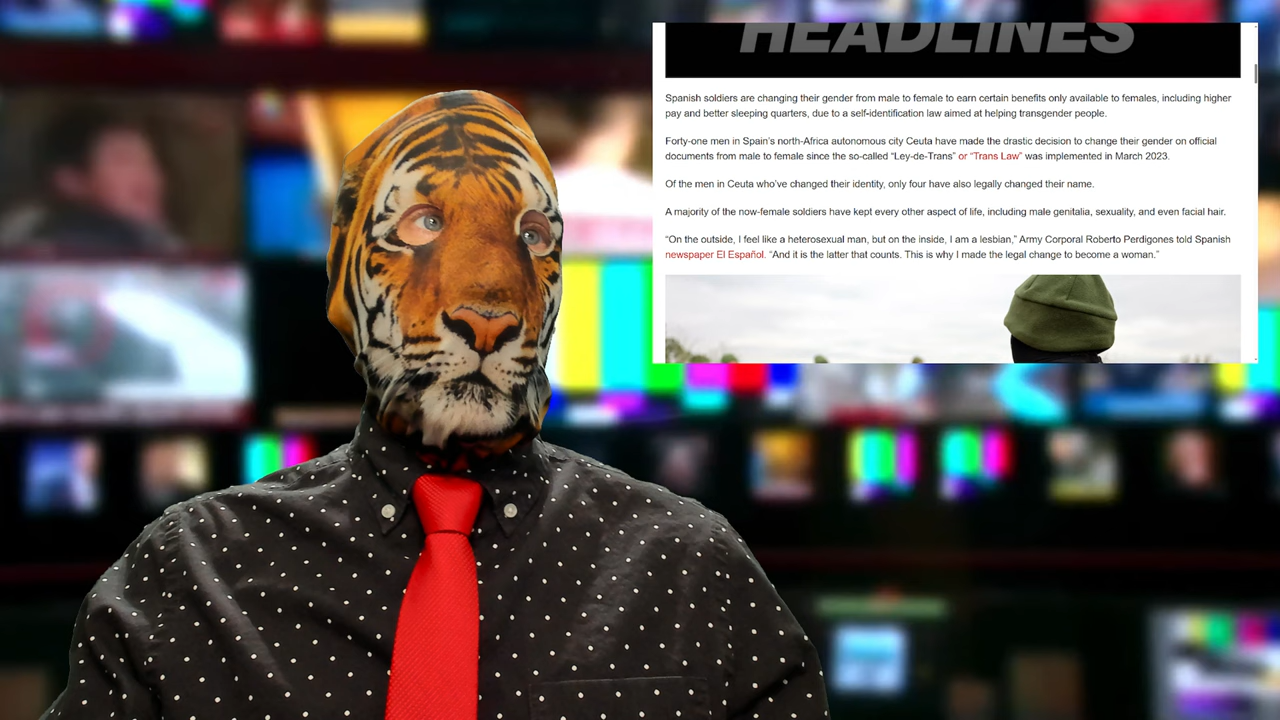 HEADLINES
Spanish soldiers are changing their gender from male to female to earn certain benefits only available to females, including higher
pay and better sleeping quarters, due to a self-identification law aimed at helping transgender people.
Forty-one men in Spain's north-Africa autonomous city Ceuta have made the drastic decision to change their gender on official
documents from male to female since the so-called “Ley-de-Trans” or “Trans Law” was implemented in March 2023.
Of the men in Ceuta who've changed their identity, only four have also legally changed their name.
A majority of the now-female soldiers have kept every other aspect of life, including male genitalia, sexuality, and even facial hair.
“On the outside, I feel like a heterosexual man, but on the inside, I am a lesbian,” Army Corporal Roberto Perdigones told Spanish
newspaper El Español. “And it is the latter that counts. This is why I made the legal change to become a woman.”